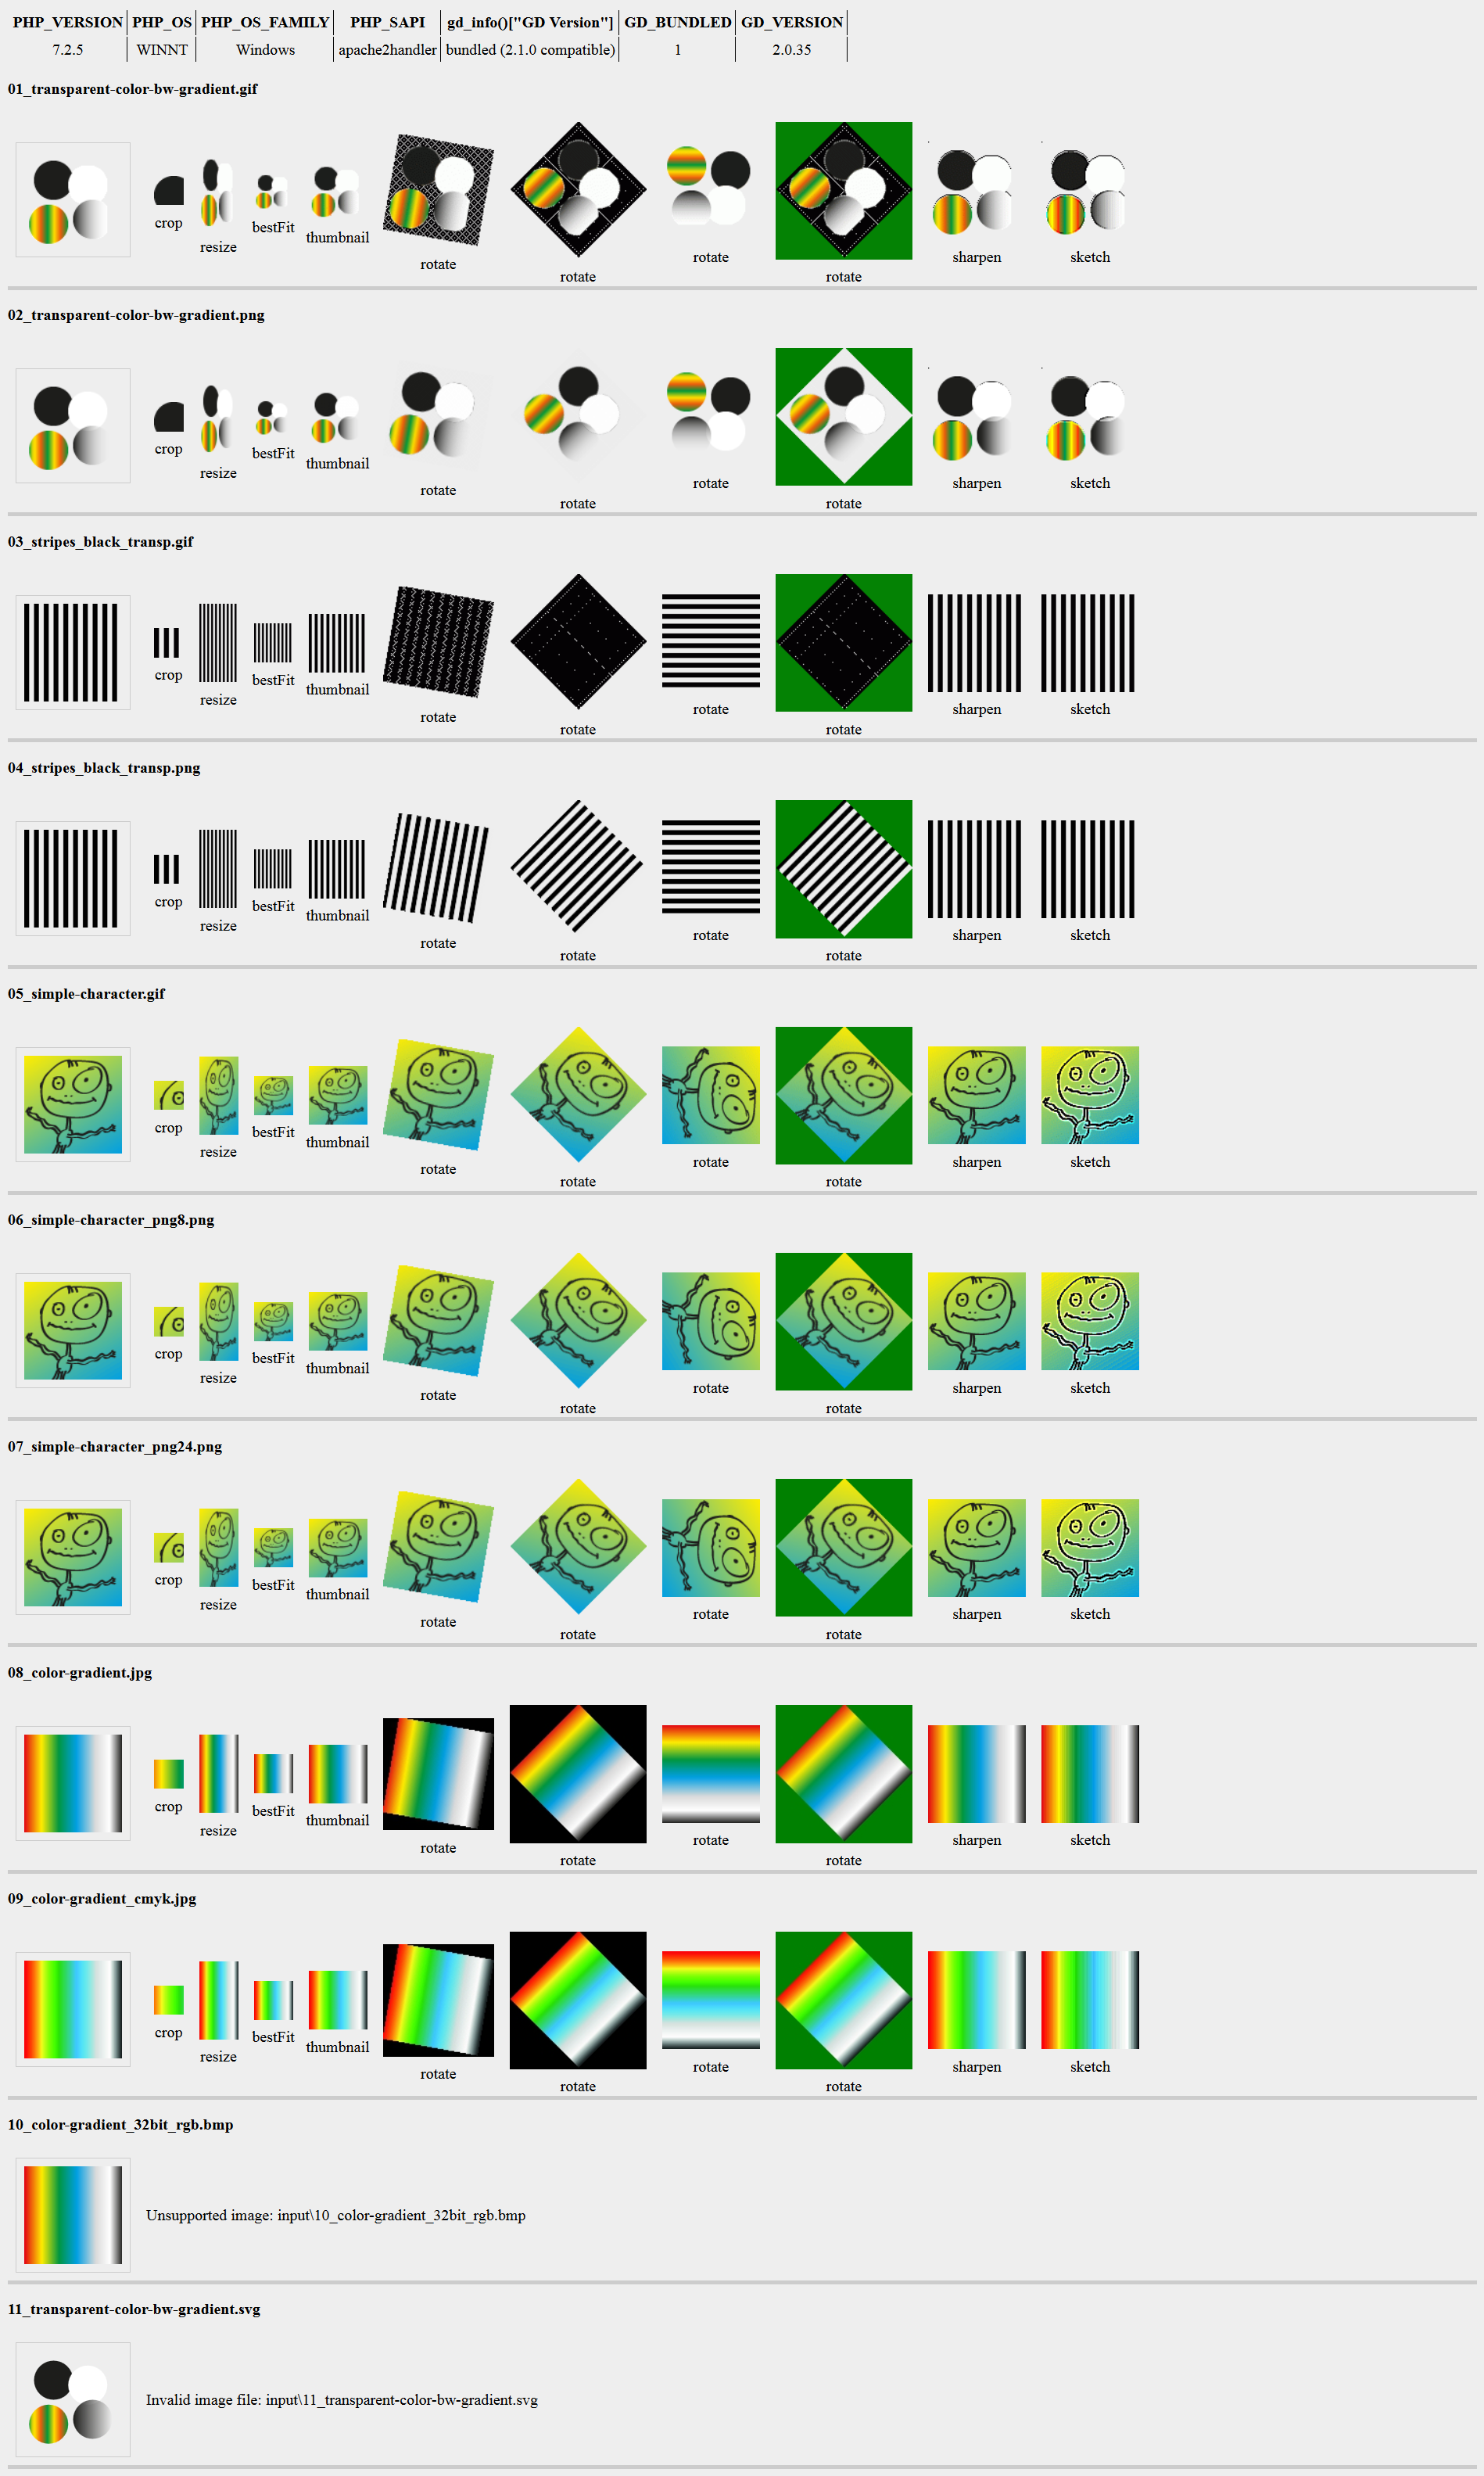 PHP_VERSION PHP_OS PHP_OS_FAMILY PHP_SAPI gd_info()["GD Version"] GD_BUNDLED GD_VERSION
7.2.5 WINNT Windows apache2handler bundled (2.1.0 compatible) 1 2.0.35
01_transparent-color-bw-gradient.gif
crop resize bestFit thumbnail rotate rotate rotate rotate sharpen sketch
02_transparent-color-bw-gradient.png
crop resize bestFit thumbnail rotate rotate rotate rotate sharpen sketch
03_stripes_black_transp.gif
crop resize bestFit thumbnail rotate rotate rotate rotate sharpen sketch
04_stripes_black_transp.png
crop resize bestFit thumbnail rotate rotate rotate rotate sharpen sketch
05_simple-character.gif
crop resize bestFit thumbnail rotate rotate rotate rotate sharpen sketch
06_simple-character_png8.png
crop resize bestFit thumbnail rotate rotate rotate rotate sharpen sketch
07_simple-character_png24.png
crop resize bestFit thumbnail rotate rotate rotate rotate sharpen sketch
08_color-gradient.jpg
crop resize bestFit thumbnail rotate rotate rotate rotate sharpen sketch
09_color-gradient_cmyk.jpg
crop resize bestFit thumbnail rotate rotate rotate rotate sharpen sketch
10_color-gradient_32bit_rgb.bmp
Unsupported image: input\10_color-gradient_32bit_rgb.bmp
11_transparent-color-bw-gradient.svg
Invalid image file: input\11_transparent-color-bw-gradient.svg